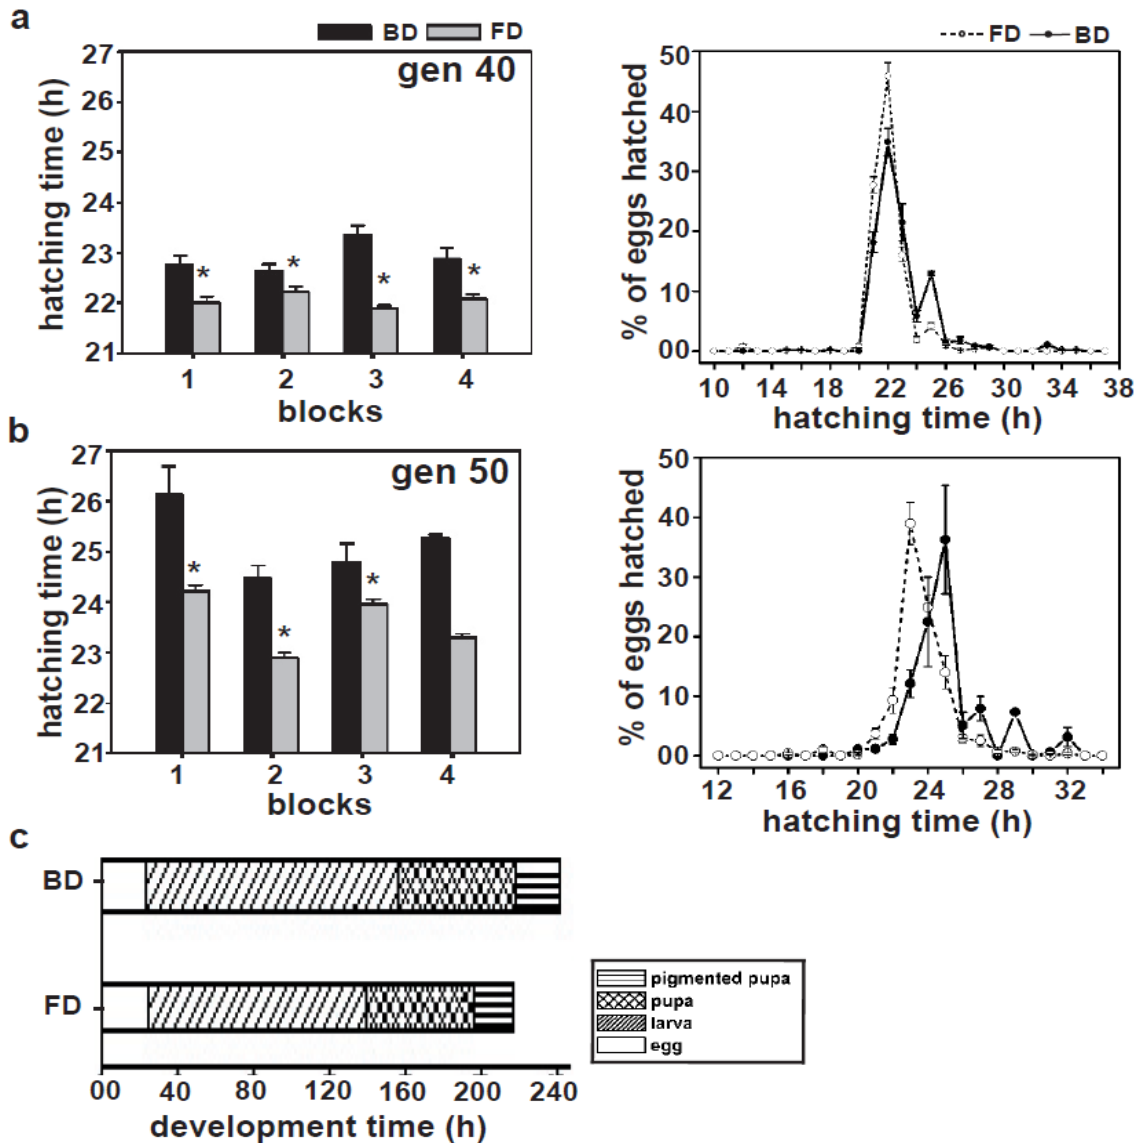 a
BD FD
gen 40
hatching time (h)
27
26
25
24
23
22
21
* * * *
1 2 3 4
blocks
FD BD
% of eggs hatched
50
40
30
20
10
00
10 14 18 22 26 30 34 38
hatching time (h)
b
gen 50
hatching time (h)
27
26
25
24
23
22
21
* * *
1 2 3 4
blocks
% of eggs hatched
50
40
30
20
10
00
12 16 20 24 28 32
hatching time (h)
c
BD
FD
pigmented pupa
pupa
larva
egg
00 40 80 120 160 200 240
development time (h)